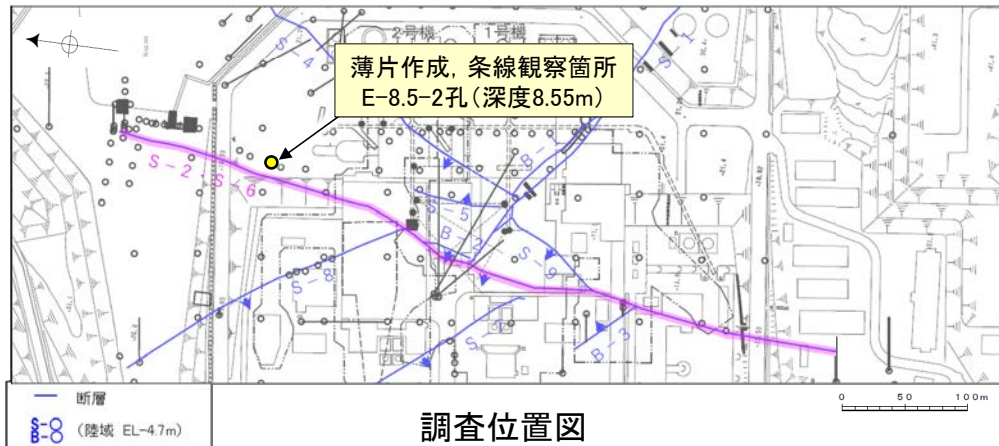 2号機
1号機
S-4
S-1
薄片作成, 条線観察箇所
E-8.5-2孔(深度8.55m)
B-1
S-2・S-6
S-5
B-2
S-9
S-8
S-7
B-3
断層
S-○
B-○
(陸域 EL-4.7m)
調査位置図
0 50 100m